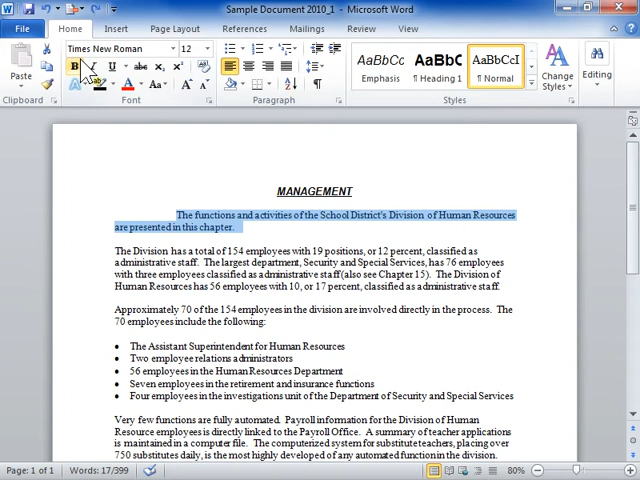 Sample Document 2010_1 - Microsoft Word
File Home Insert Page Layout References Mailings Review View
Times New Roman 12
Paste B I U abc X₂ X² Aa A A
AaBbCc AaBbC AaBbCcI
Emphasis ¶ Heading 1 ¶ Normal
Change Styles
Editing
Clipboard Font Paragraph Styles
MANAGEMENT
The functions and activities of the School District's Division of Human Resources
are presented in this chapter.
The Division has a total of 154 employees with 19 positions, or 12 percent, classified as
administrative staff. The largest department, Security and Special Services, has 76 employees
with three employees classified as administrative staff (also see Chapter 15). The Division of
Human Resources has 56 employees with 10, or 17 percent, classified as administrative staff.
Approximately 70 of the 154 employees in the division are involved directly in the process. The
70 employees include the following:
• The Assistant Superintendent for Human Resources
• Two employee relations administrators
• 56 employees in the Human Resources Department
• Seven employees in the retirement and insurance functions
• Four employees in the investigations unit of the Department of Security and Special Services
Very few functions are fully automated. Payroll information for the Division of Human
Resource employees is directly linked to the Payroll Office. A summary of teacher applications
is maintained in a computer file. The computerized system for substitute teachers, placing over
750 substitutes daily, is the most highly developed of any automated function in the division.
Page: 1 of 1 Words: 17/399 80%